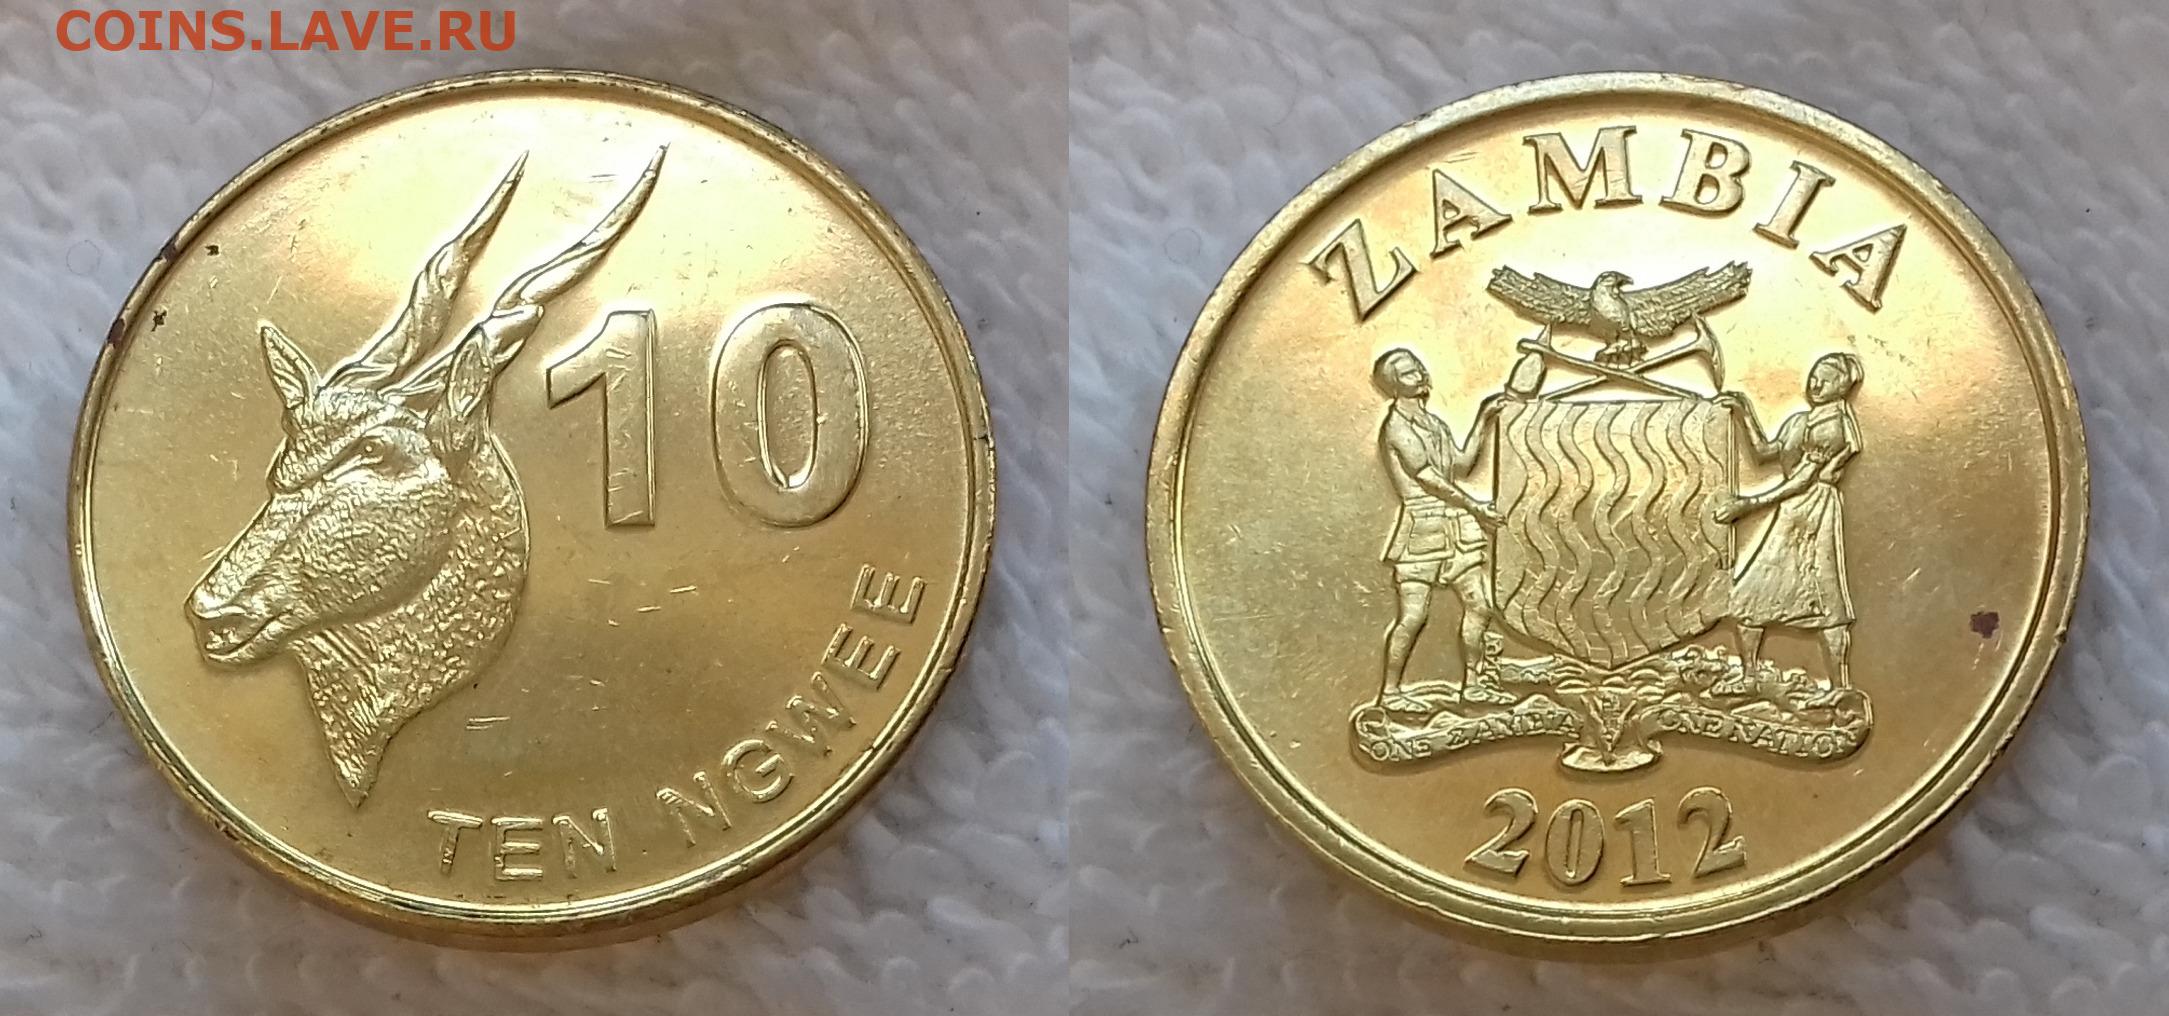 COINS.LAVE.RU
10
TEN NGWEE
ZAMBIA
ONE ZAMBIA ONE NATION
2012